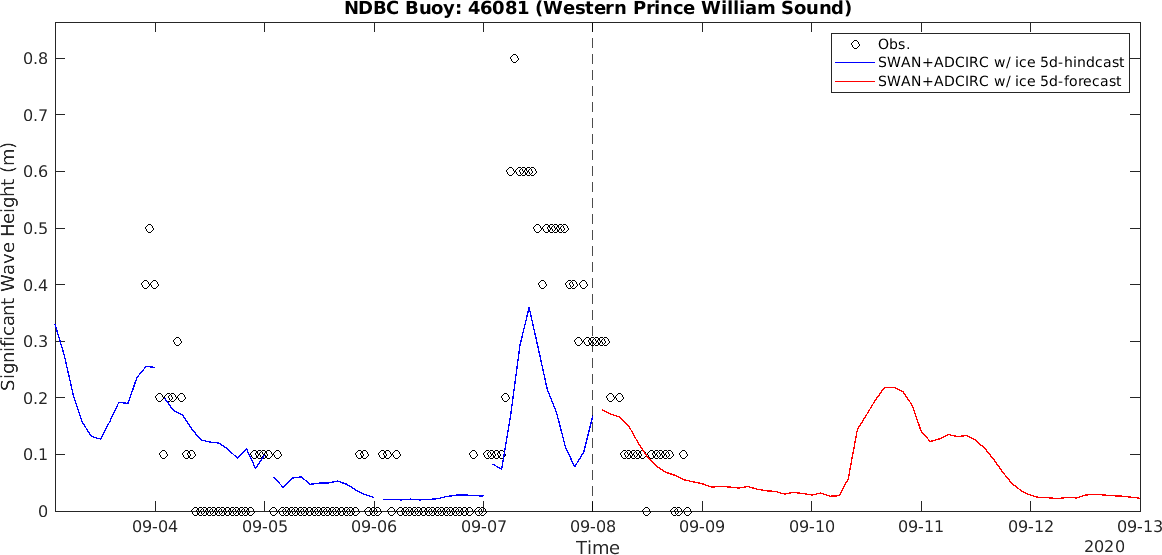 NDBC Buoy: 46081 (Western Prince William Sound)
Obs.
SWAN+ADCIRC w/ ice 5d-hindcast
SWAN+ADCIRC w/ ice 5d-forecast
Significant Wave Height (m)
0.8
0.7
0.6
0.5
0.4
0.3
0.2
0.1
0
09-04 09-05 09-06 09-07 09-08 09-09 09-10 09-11 09-12 09-13
Time
2020